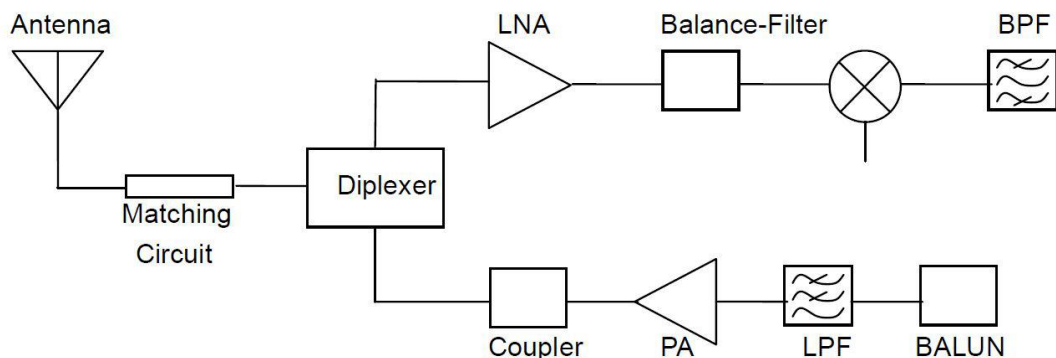 Antenna
LNA
Balance-Filter
BPF
Diplexer
Matching
Circuit
Coupler
PA
LPF
BALUN